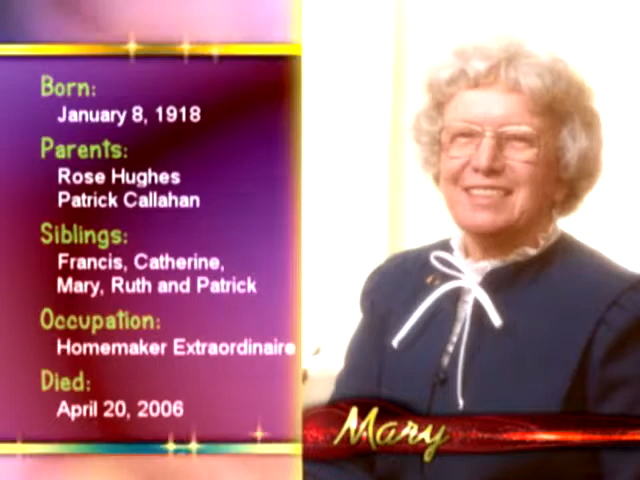 Born:
January 8, 1918
Parents:
Rose Hughes
Patrick Callahan
Siblings:
Francis, Catherine,
Mary, Ruth and Patrick
Occupation:
Homemaker Extraordinaire
Died:
April 20, 2006
Mary